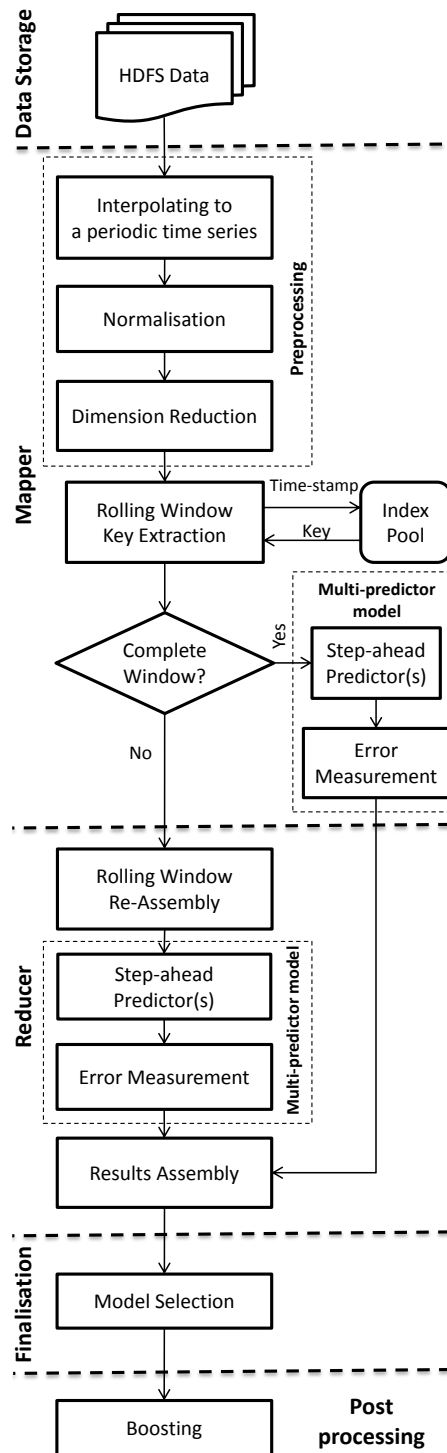 Data Storage
HDFS Data
Mapper
Preprocessing
Interpolating to
a periodic time series
Normalisation
Dimension Reduction
Rolling Window
Key Extraction
Time-stamp
Key
Index
Pool
Complete
Window?
Yes
No
Multi-predictor
model
Step-ahead
Predictor(s)
Error
Measurement
Reducer
Rolling Window
Re-Assembly
Step-ahead
Predictor(s)
Error Measurement
Multi-predictor model
Results Assembly
Finalisation
Model Selection
Boosting
Post
processing